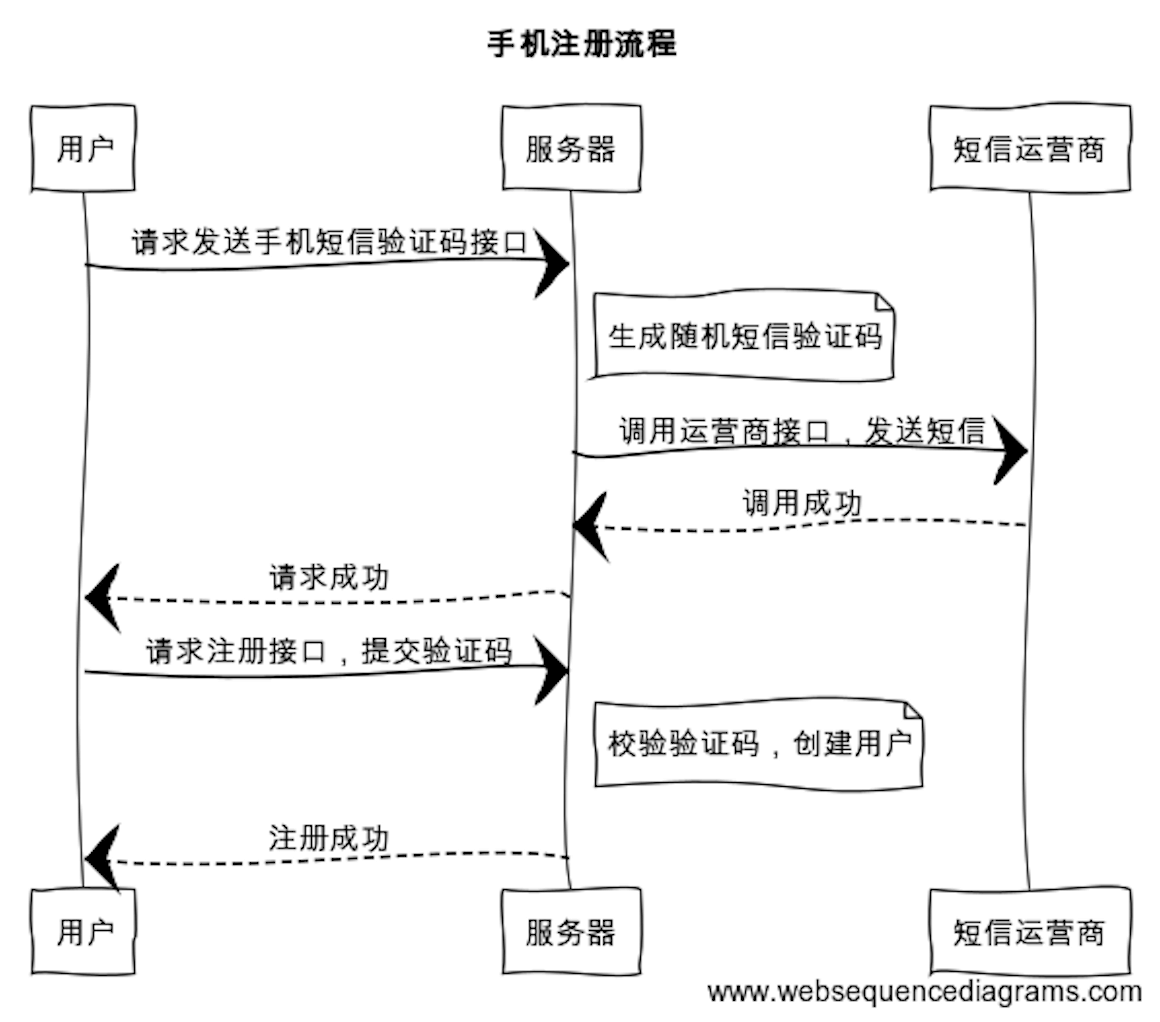 手机注册流程
用户
服务器
短信运营商
请求发送手机短信验证码接口
生成随机短信验证码
调用运营商接口，发送短信
调用成功
请求成功
请求注册接口，提交验证码
校验验证码，创建用户
注册成功
用户
服务器
短信运营商
www.websequencediagrams.com